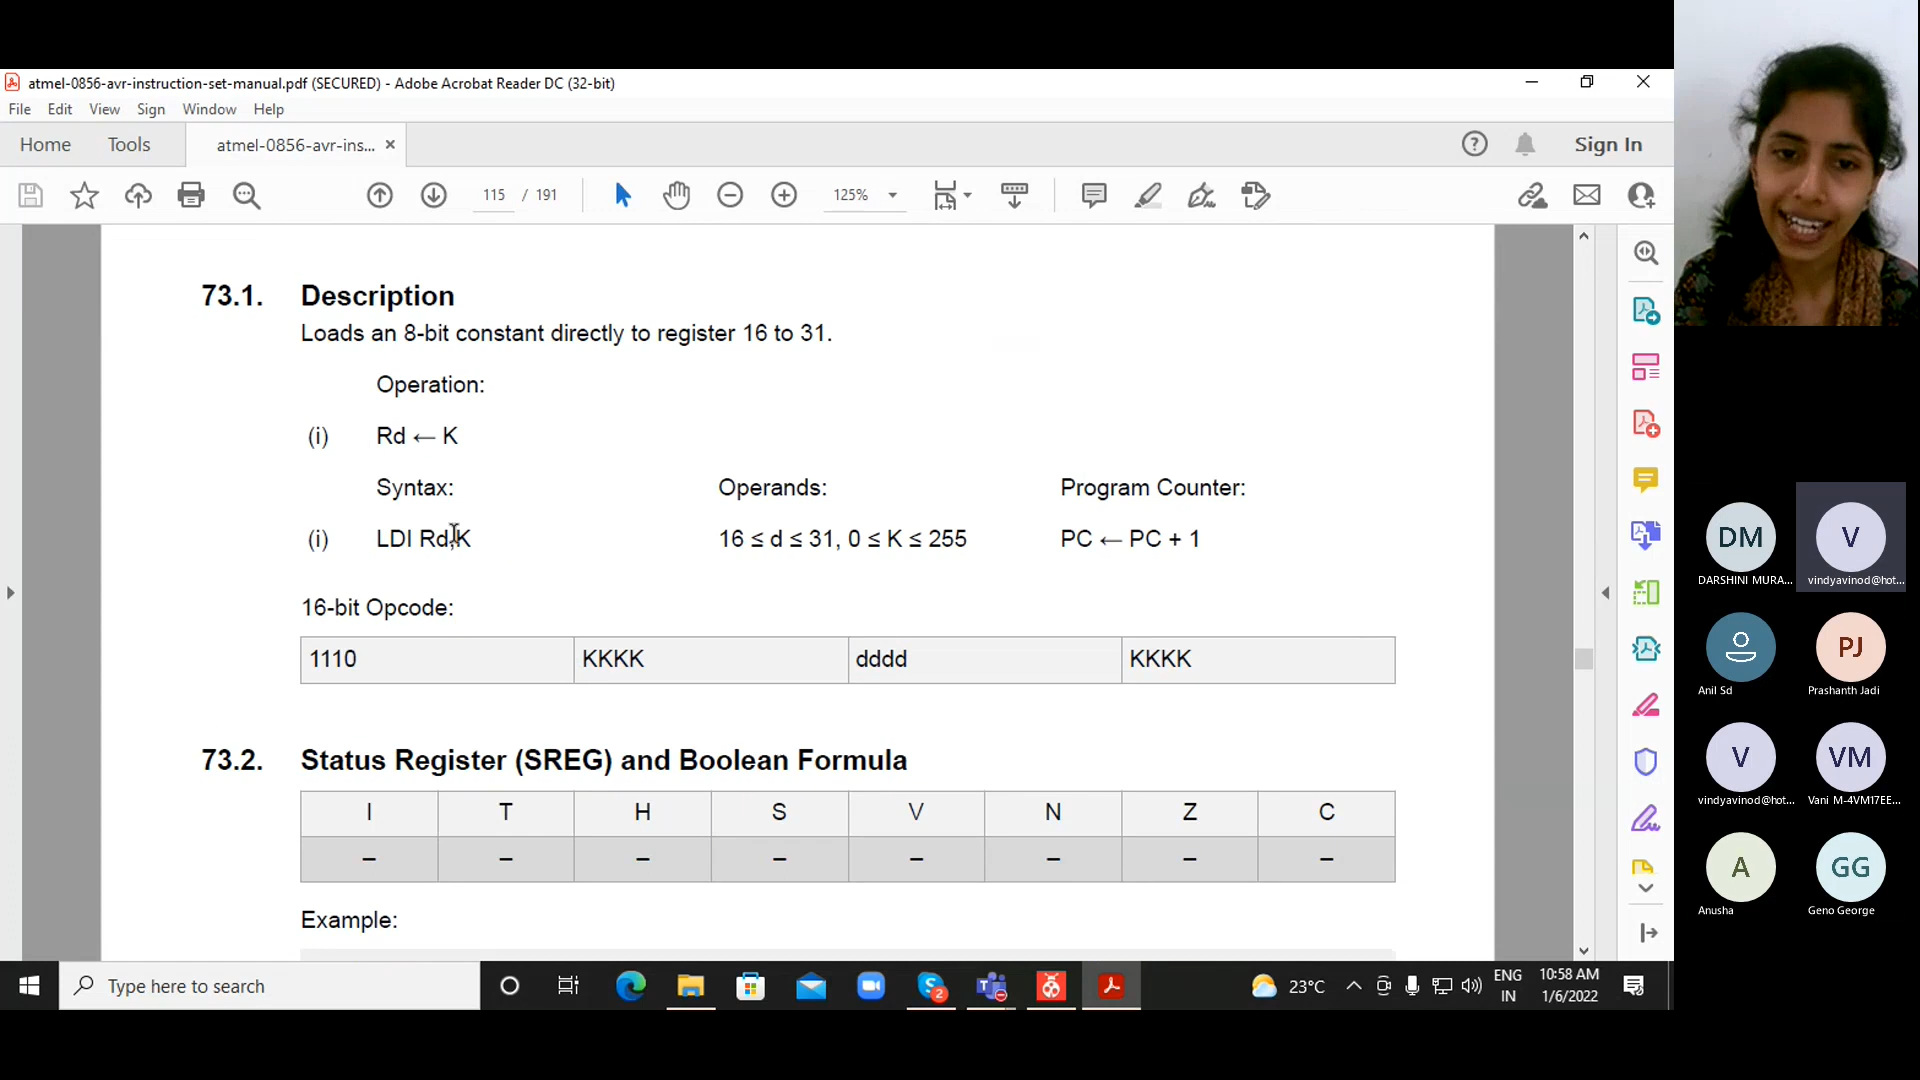 atmel-0856-avr-instruction-set-manual.pdf (SECURED) - Adobe Acrobat Reader DC (32-bit)
File Edit View Sign Window Help
Home Tools atmel-0856-avr-ins... × Sign In
115 / 191 125%
73.1. Description
Loads an 8-bit constant directly to register 16 to 31.
Operation:
(i) Rd ← K
Syntax: Operands: Program Counter:
(i) LDI Rd,K 16 ≤ d ≤ 31, 0 ≤ K ≤ 255 PC ← PC + 1
16-bit Opcode:
1110 KKKK dddd KKKK
73.2. Status Register (SREG) and Boolean Formula
I T H S V N Z C
– – – – – – – –
Example:
DM V
DARSHINI MURA... vindyavinod@hot...
PJ
Anil Sd Prashanth Jadi
V VM
vindyavinod@hot... Vani M-4VM17EE...
A GG
Anusha Geno George
Type here to search 2 23°C ENG IN 10:58 AM 1/6/2022